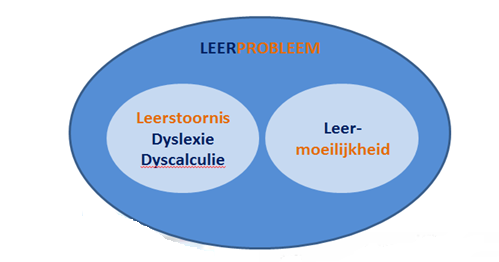 LEERPROBLEEM
Leerstoornis
Dyslexie
Dyscalculie
Leer-
moeilijkheid